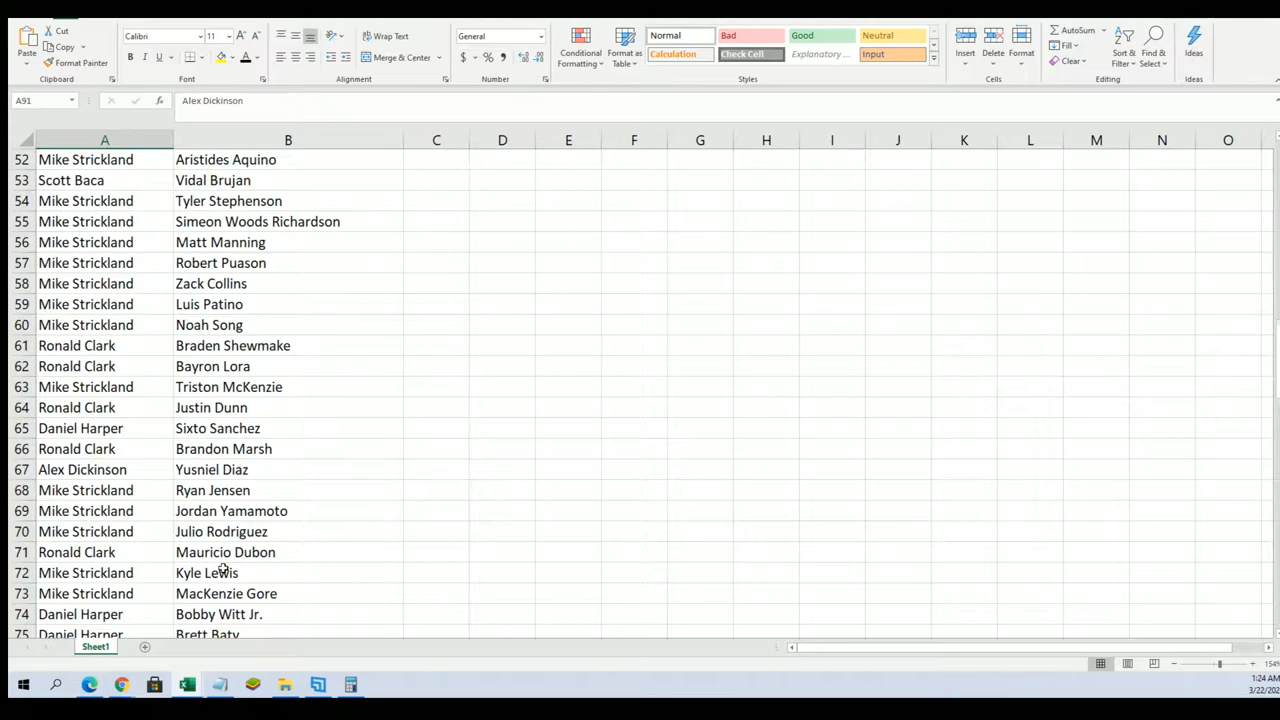 Cut
Calibri 11 A A Wrap Text General Normal Bad Good Neutral AutoSum
Paste Copy Conditional Format as Calculation Check Cell Explanatory ... Input Insert Delete Format Fill Sort & Find & Ideas
Format Painter B I U A Merge & Center $ % , Formatting Table Clear Filter Select
Clipboard Font Alignment Number Styles Cells Editing Ideas
A91 fx Alex Dickinson
A B C D E F G H I J K L M N O
52 Mike Strickland Aristides Aquino
53 Scott Baca Vidal Brujan
54 Mike Strickland Tyler Stephenson
55 Mike Strickland Simeon Woods Richardson
56 Mike Strickland Matt Manning
57 Mike Strickland Robert Puason
58 Mike Strickland Zack Collins
59 Mike Strickland Luis Patino
60 Mike Strickland Noah Song
61 Ronald Clark Braden Shewmake
62 Ronald Clark Bayron Lora
63 Mike Strickland Triston McKenzie
64 Ronald Clark Justin Dunn
65 Daniel Harper Sixto Sanchez
66 Ronald Clark Brandon Marsh
67 Alex Dickinson Yusniel Diaz
68 Mike Strickland Ryan Jensen
69 Mike Strickland Jordan Yamamoto
70 Mike Strickland Julio Rodriguez
71 Ronald Clark Mauricio Dubon
72 Mike Strickland Kyle Lewis
73 Mike Strickland MacKenzie Gore
74 Daniel Harper Bobby Witt Jr.
75 Daniel Harper Brett Baty
Sheet1
154%
1:24 AM
3/22/202